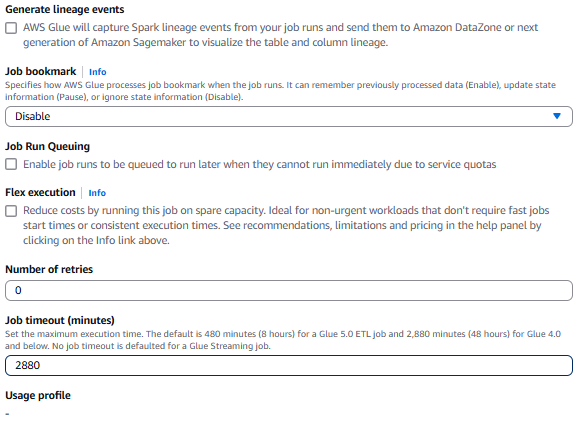 Generate lineage events
AWS Glue will capture Spark lineage events from your job runs and send them to Amazon DataZone or next
generation of Amazon Sagemaker to visualize the table and column lineage.
Job bookmark | Info
Specifies how AWS Glue processes job bookmark when the job runs. It can remember previously processed data (Enable), update state
information (Pause), or ignore state information (Disable).
Disable
Job Run Queuing
Enable job runs to be queued to run later when they cannot run immediately due to service quotas
Flex execution | Info
Reduce costs by running this job on spare capacity. Ideal for non-urgent workloads that don't require fast jobs
start times or consistent execution times. See recommendations, limitations and pricing in the help panel by
clicking on the Info link above.
Number of retries
0
Job timeout (minutes)
Set the maximum execution time. The default is 480 minutes (8 hours) for a Glue 5.0 ETL job and 2,880 minutes (48 hours) for Glue 4.0
and below. No job timeout is defaulted for a Glue Streaming job.
2880
Usage profile
-